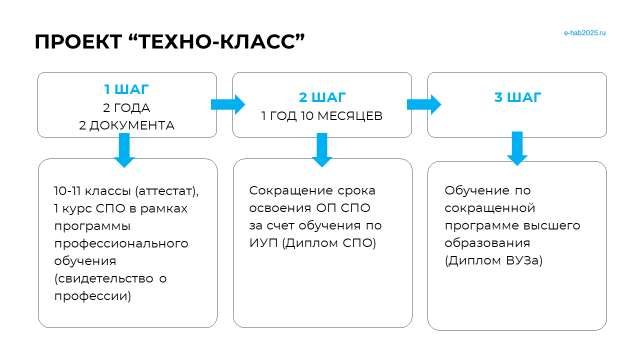 ПРОЕКТ “ТЕХНО-КЛАСС”
e-hab2025.ru
1 ШАГ
2 ГОДА
2 ДОКУМЕНТА
2 ШАГ
1 ГОД 10 МЕСЯЦЕВ
3 ШАГ
10-11 классы (аттестат),
1 курс СПО в рамках
программы
профессионального
обучения
(свидетельство о
профессии)
Сокращение срока
освоения ОП СПО
за счет обучения по
ИУП (Диплом СПО)
Обучение по
сокращенной
программе высшего
образования
(Диплом ВУЗа)